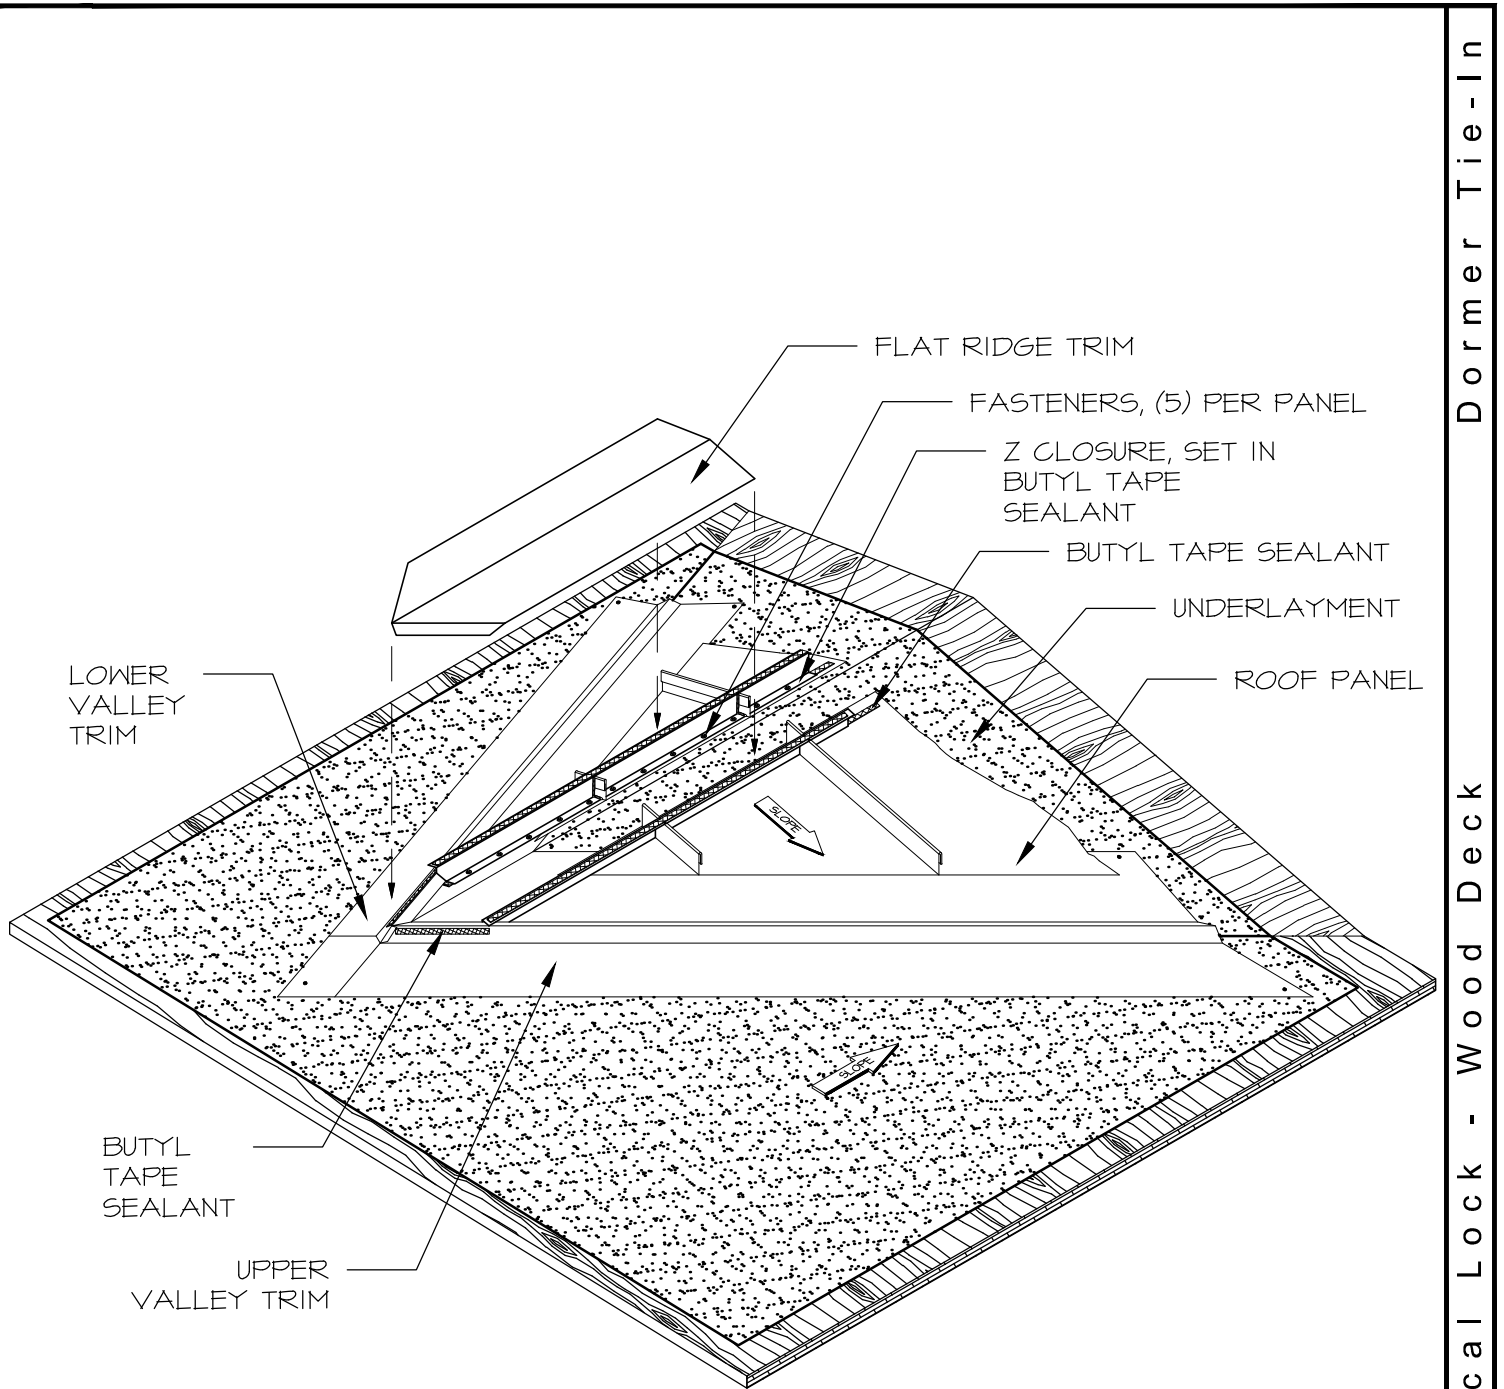 FLAT RIDGE TRIM
FASTENERS, (5) PER PANEL
Z CLOSURE, SET IN
BUTYL TAPE
SEALANT
BUTYL TAPE SEALANT
UNDERLAYMENT
ROOF PANEL
LOWER
VALLEY
TRIM
SLOPE
SLOPE
BUTYL
TAPE
SEALANT
UPPER
VALLEY TRIM
cal Lock - Wood Deck
Dormer Tie-In